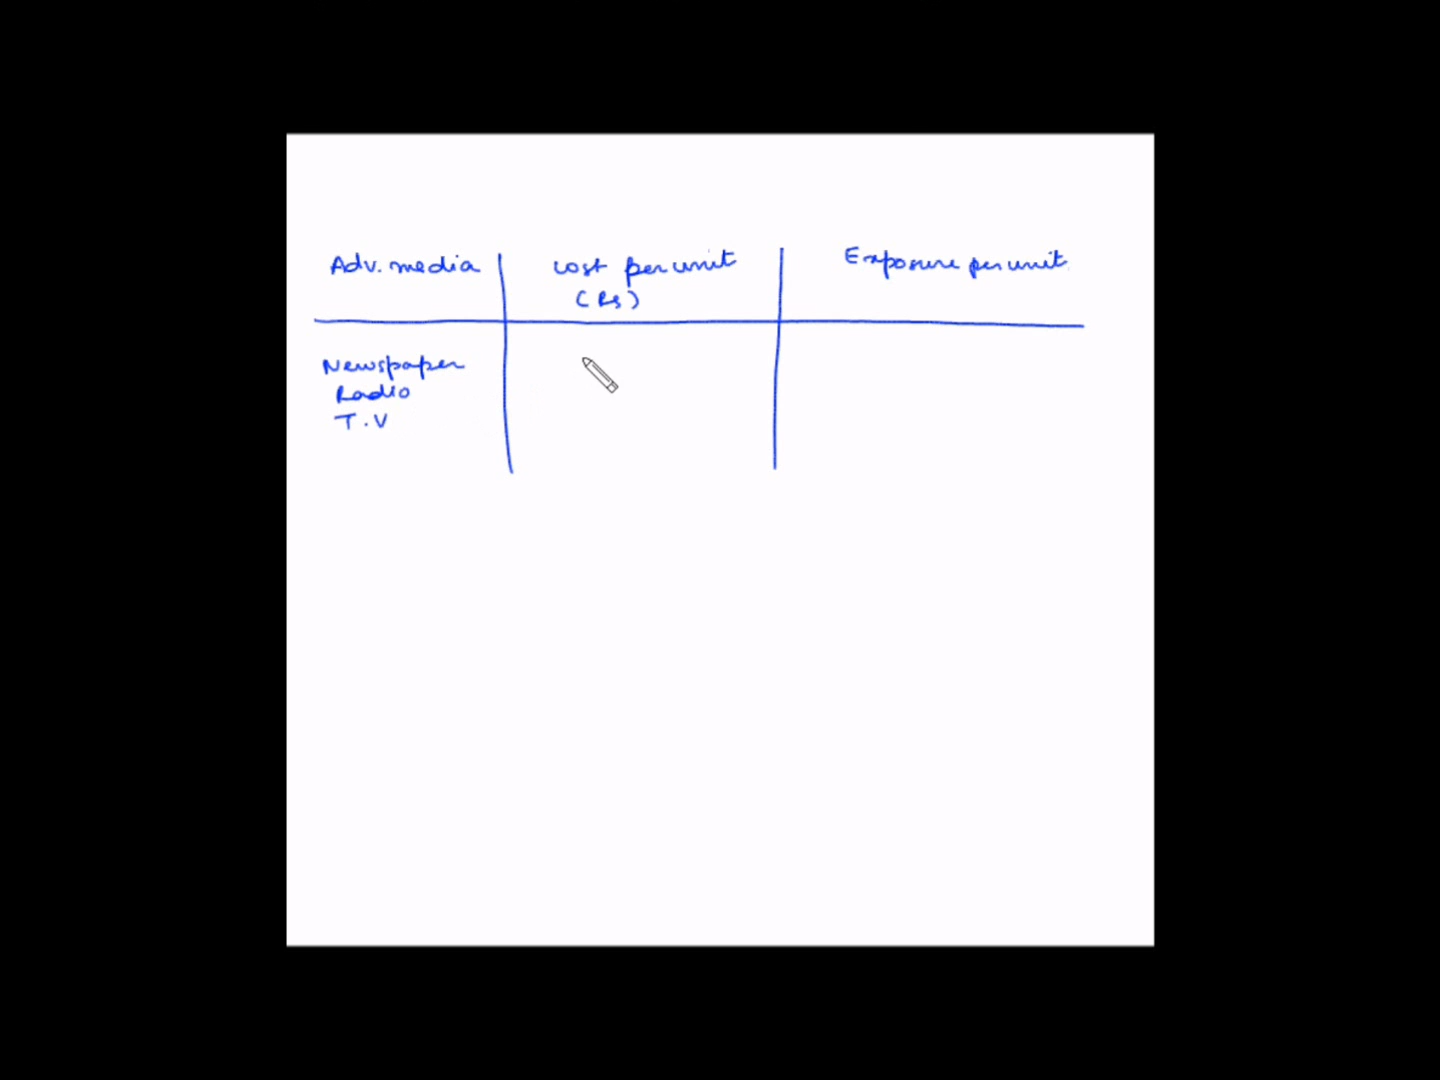 Adv. media cost per unit Exposure per unit
(Rs)
Newspaper
Radio
T.V